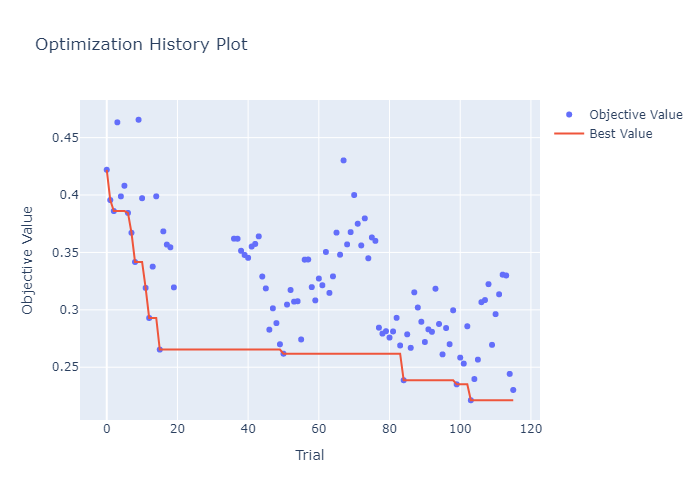 Optimization History Plot
Objective Value
Best Value
0.45
0.4
0.35
0.3
0.25
Objective Value
0 20 40 60 80 100 120
Trial